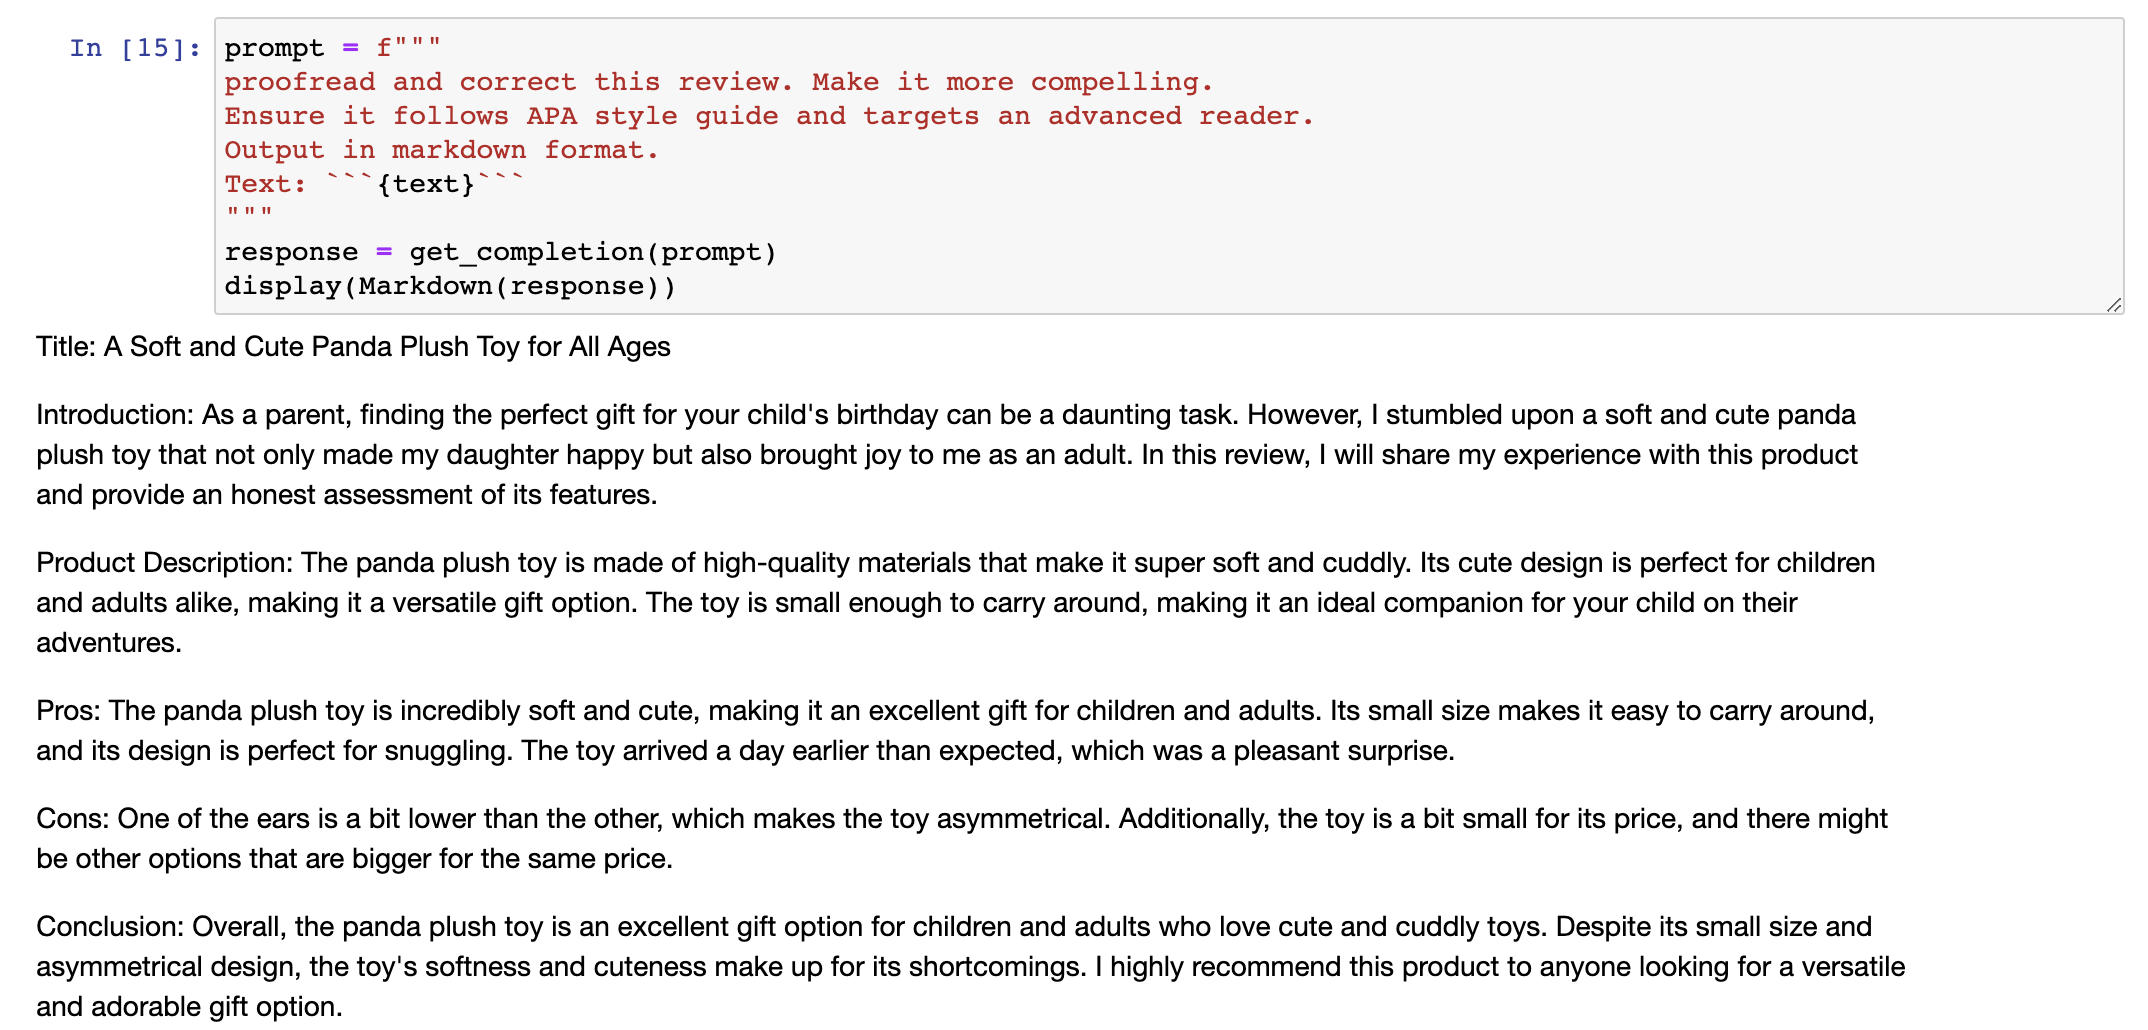 In [15]: prompt = f"""
proofread and correct this review. Make it more compelling.
Ensure it follows APA style guide and targets an advanced reader.
Output in markdown format.
Text: ```{text}```
"""
response = get_completion(prompt)
display(Markdown(response))
Title: A Soft and Cute Panda Plush Toy for All Ages
Introduction: As a parent, finding the perfect gift for your child's birthday can be a daunting task. However, I stumbled upon a soft and cute panda
plush toy that not only made my daughter happy but also brought joy to me as an adult. In this review, I will share my experience with this product
and provide an honest assessment of its features.
Product Description: The panda plush toy is made of high-quality materials that make it super soft and cuddly. Its cute design is perfect for children
and adults alike, making it a versatile gift option. The toy is small enough to carry around, making it an ideal companion for your child on their
adventures.
Pros: The panda plush toy is incredibly soft and cute, making it an excellent gift for children and adults. Its small size makes it easy to carry around,
and its design is perfect for snuggling. The toy arrived a day earlier than expected, which was a pleasant surprise.
Cons: One of the ears is a bit lower than the other, which makes the toy asymmetrical. Additionally, the toy is a bit small for its price, and there might
be other options that are bigger for the same price.
Conclusion: Overall, the panda plush toy is an excellent gift option for children and adults who love cute and cuddly toys. Despite its small size and
asymmetrical design, the toy's softness and cuteness make up for its shortcomings. I highly recommend this product to anyone looking for a versatile
and adorable gift option.